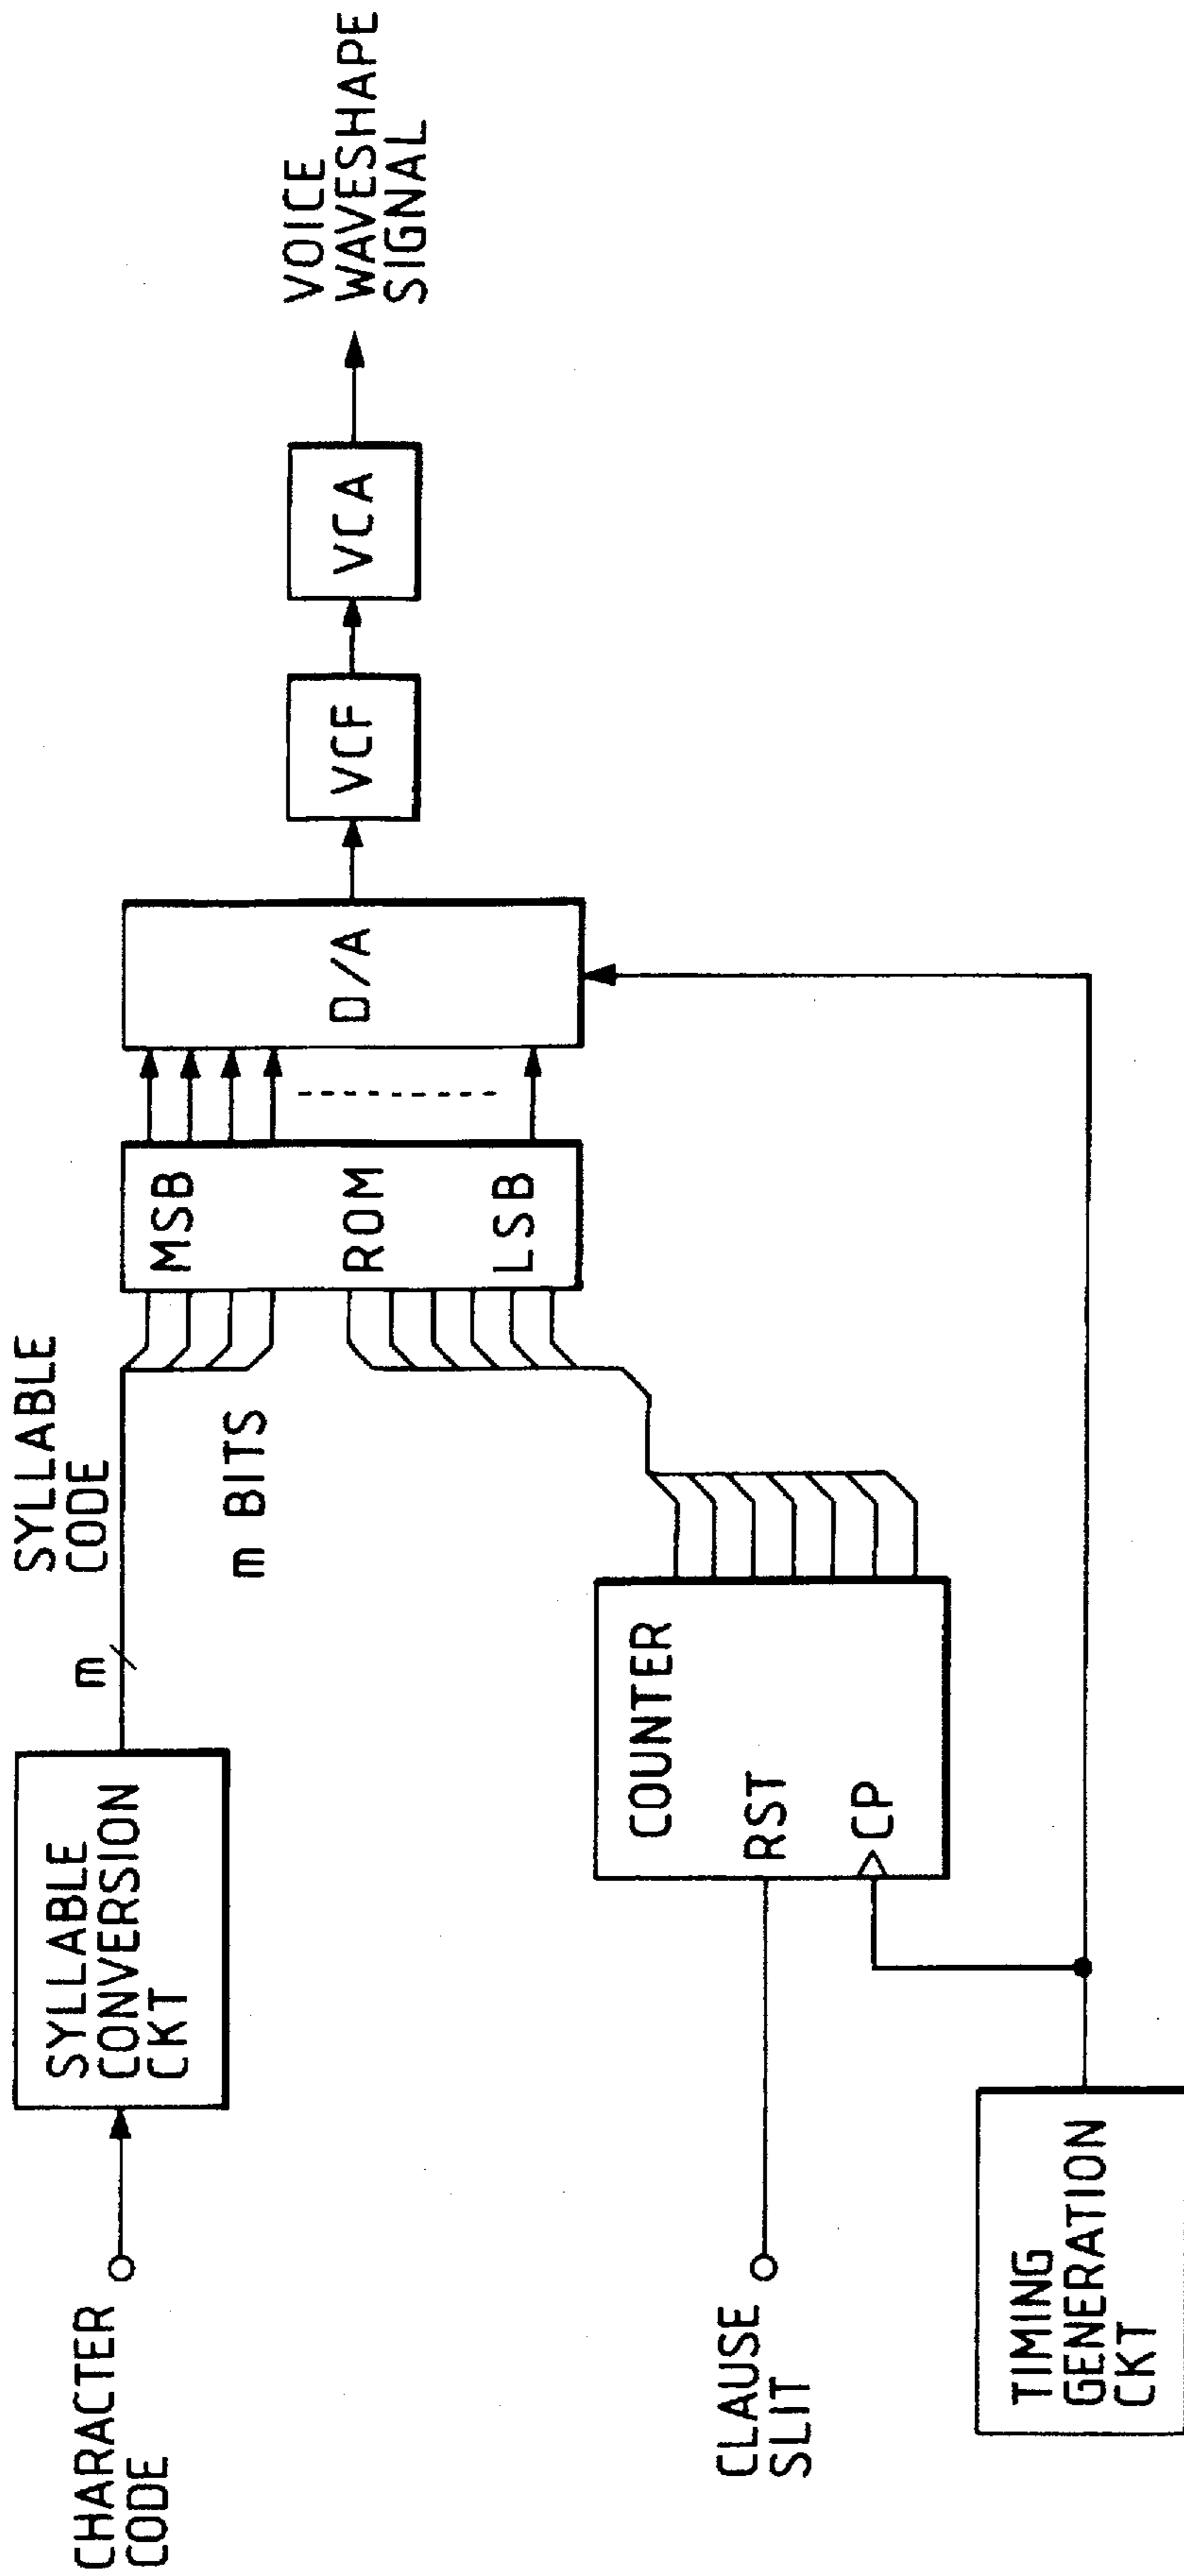 CHARACTER
CODE
SYLLABLE
CONVERSION
CKT
m
SYLLABLE
CODE
m BITS
MSB
ROM
LSB
D/A
VCF
VCA
VOICE
WAVESHAPE
SIGNAL
CLAUSE
SLIT
COUNTER
RST
CP
TIMING
GENERATION
CKT